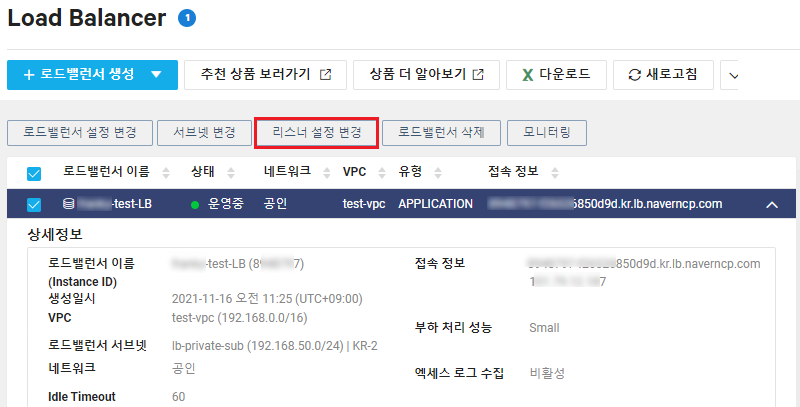 Load Balancer 1
+ 로드밸런서 생성 추천 상품 보러가기 상품 더 알아보기 X 다운로드 새로고침
로드밸런서 설정 변경 서브넷 변경 리스너 설정 변경 로드밸런서 삭제 모니터링
로드밸런서 이름 상태 네트워크 VPC 유형 접속 정보
-test-LB 운영중 공인 test-vpc APPLICATION 6850d9d.kr.lb.naverncp.com
상세정보
로드밸런서 이름 -test-LB (8 7) 접속 정보 850d9d.kr.lb.naverncp.com
(Instance ID) 1 7
생성일시 2021-11-16 오전 11:25 (UTC+09:00)
VPC test-vpc (192.168.0.0/16) 부하 처리 성능 Small
로드밸런서 서브넷 lb-private-sub (192.168.50.0/24) | KR-2
네트워크 공인 엑세스 로그 수집 비활성
Idle Timeout 60